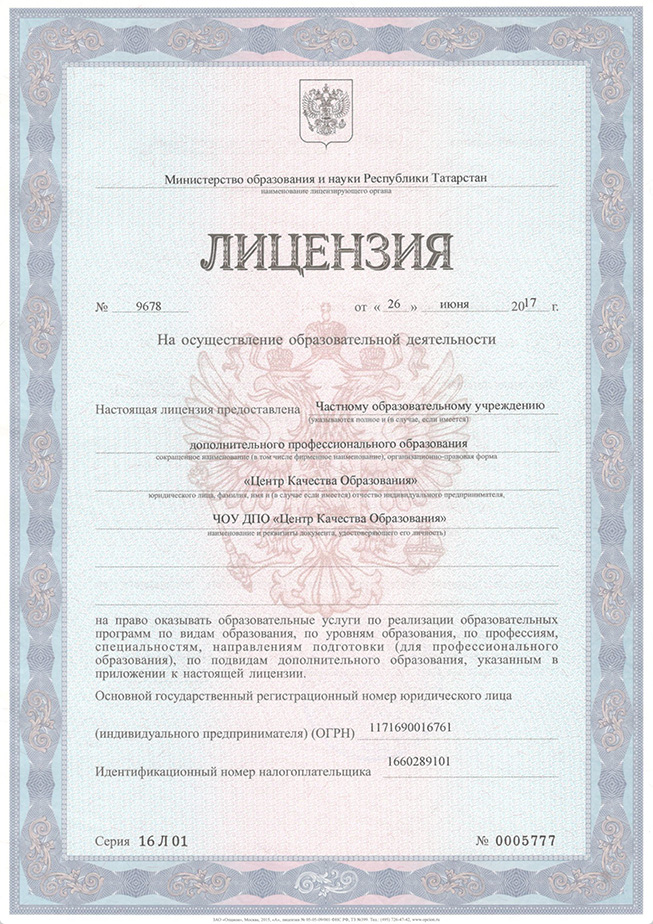 Министерство образования и науки Республики Татарстан
наименование лицензирующего органа
ЛИЦЕНЗИЯ
№ 9678 от « 26 » июня 2017 г.
На осуществление образовательной деятельности
Настоящая лицензия предоставлена Частному образовательному учреждению
(указываются полное и (в случае, если имеется)
дополнительного профессионального образования
сокращенное наименование (в том числе фирменное наименование), организационно-правовая форма
«Центр Качества Образования»
юридического лица, фамилия, имя и (в случае если имеется) отчество индивидуального предпринимателя,
ЧОУ ДПО «Центр Качества Образования»
наименование и реквизиты документа, удостоверяющего его личность)
на право оказывать образовательные услуги по реализации образовательных
программ по видам образования, по уровням образования, по профессиям,
специальностям, направлениям подготовки (для профессионального
образования), по подвидам дополнительного образования, указанным в
приложении к настоящей лицензии.
Основной государственный регистрационный номер юридического лица
(индивидуального предпринимателя) (ОГРН) 1171690016761
Идентификационный номер налогоплательщика 1660289101
Серия 16 Л 01 № 0005777